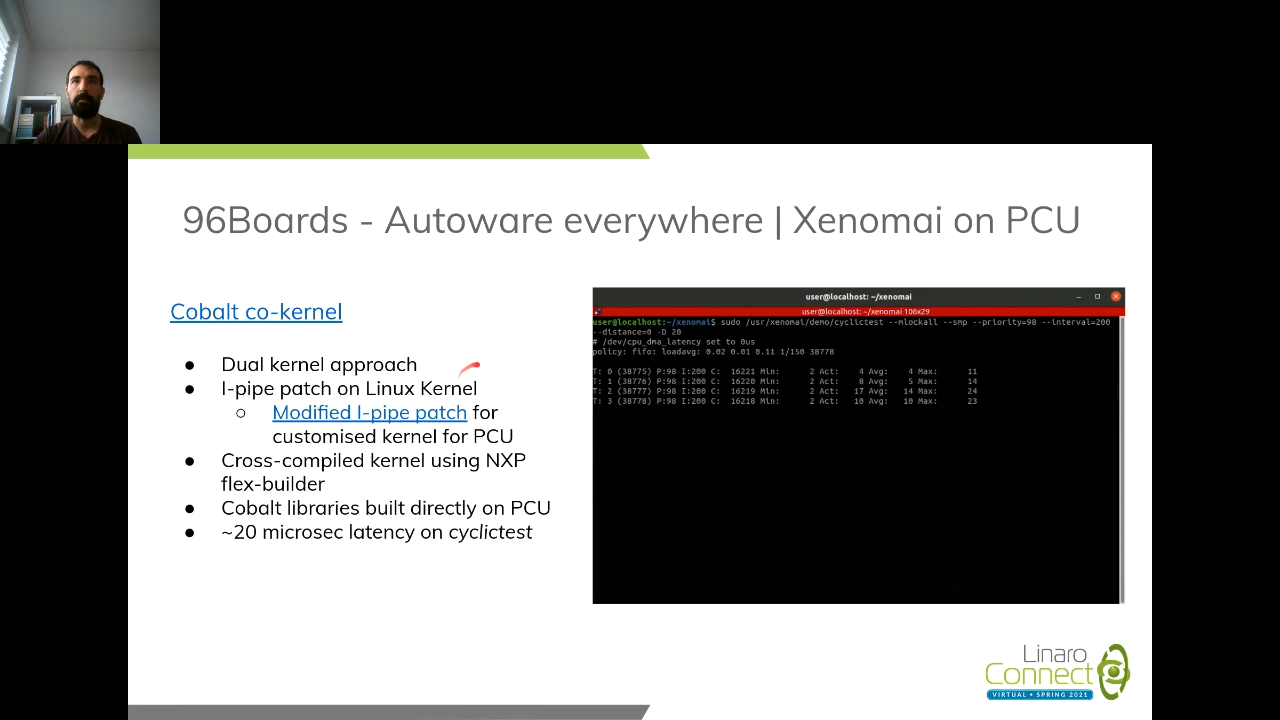 96Boards - Autoware everywhere | Xenomai on PCU
Cobalt co-kernel
● Dual kernel approach
● I-pipe patch on Linux Kernel
○ Modified I-pipe patch for
customised kernel for PCU
● Cross-compiled kernel using NXP
flex-builder
● Cobalt libraries built directly on PCU
● ~20 microsec latency on cyclictest
user@localhost: ~/xenomai
user@localhost: ~/xenomai 106x29
user@localhost:~/xenomai$ sudo /usr/xenomai/demo/cyclictest --mlockall --smp --priority=98 --interval=200
--distance=0 -D 20
# /dev/cpu_dma_latency set to 0us
policy: fifo: loadavg: 0.02 0.01 0.11 1/150 38778
T: 0 (38775) P:98 I:200 C: 16221 Min: 2 Act: 4 Avg: 4 Max: 11
T: 1 (38776) P:98 I:200 C: 16220 Min: 2 Act: 8 Avg: 5 Max: 14
T: 2 (38777) P:98 I:200 C: 16219 Min: 2 Act: 17 Avg: 14 Max: 24
T: 3 (38778) P:98 I:200 C: 16218 Min: 2 Act: 10 Avg: 10 Max: 23
Linaro
Connect
VIRTUAL • SPRING 2021